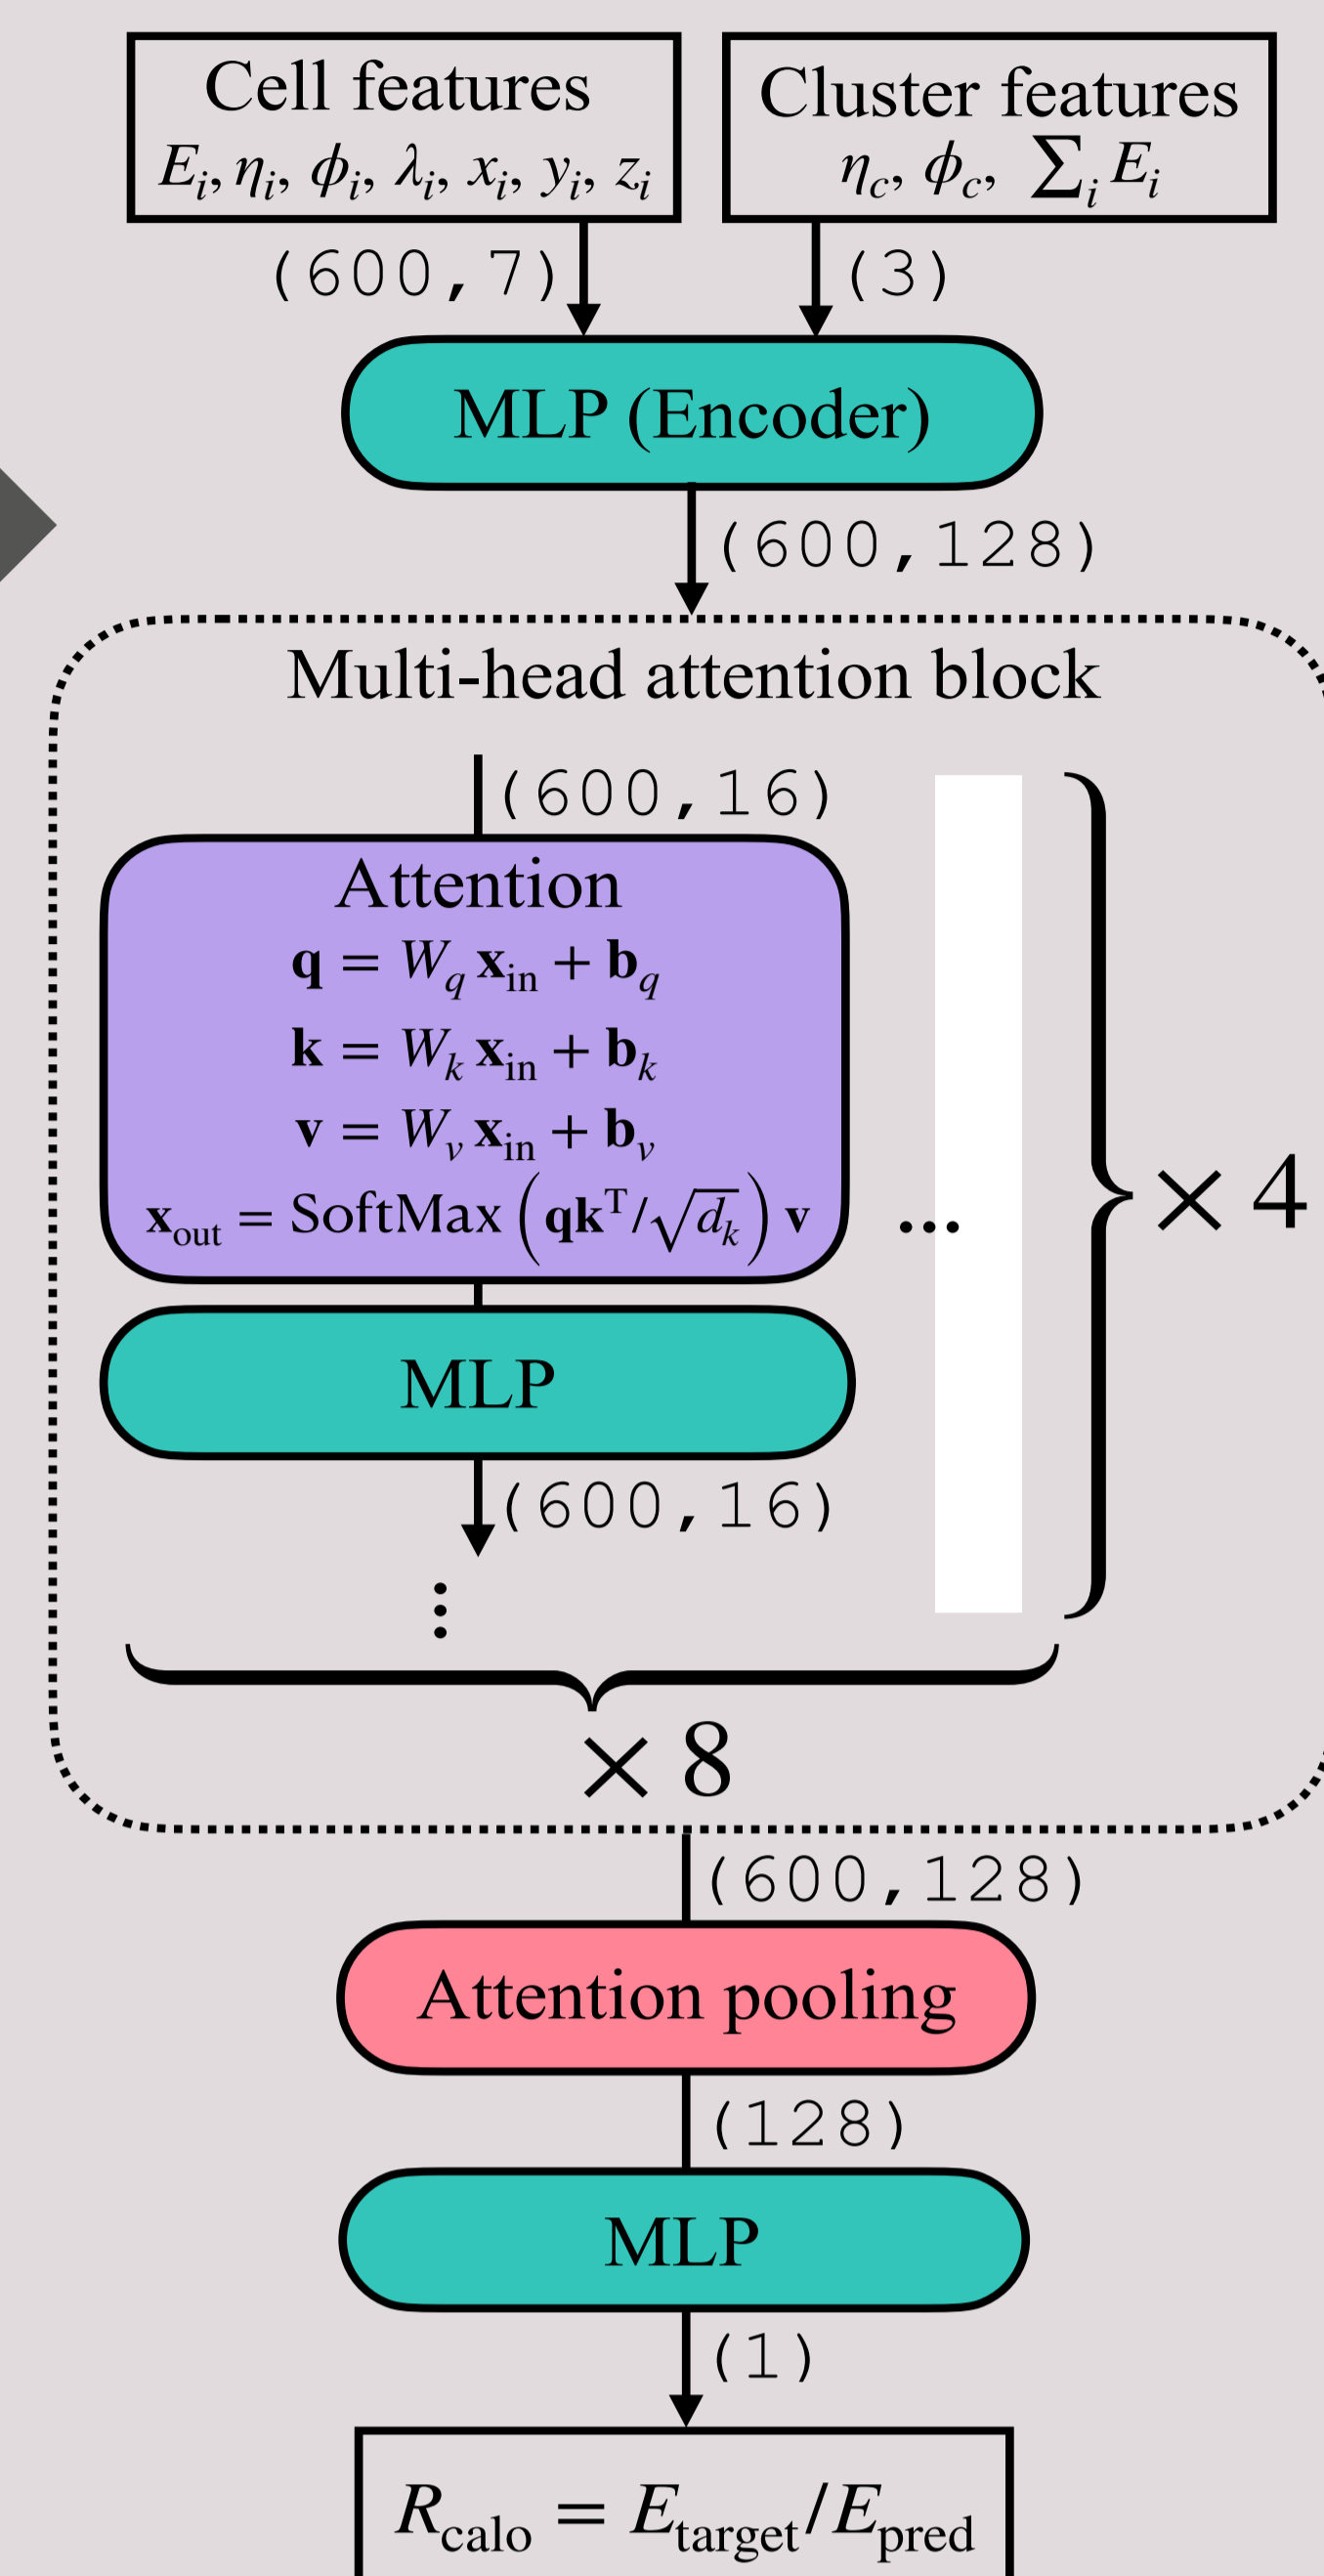 Cell features
E_i, η_i, ϕ_i, λ_i, x_i, y_i, z_i
Cluster features
η_c, ϕ_c, ∑_i E_i
(600,7)
(3)
MLP (Encoder)
(600,128)
Multi-head attention block
(600,16)
Attention
q = W_q x_in + b_q
k = W_k x_in + b_k
v = W_v x_in + b_v
x_out = SoftMax (qk^T/√d_k) v
...
× 4
MLP
(600,16)
⋮
× 8
(600,128)
Attention pooling
(128)
MLP
(1)
R_calo = E_target/E_pred